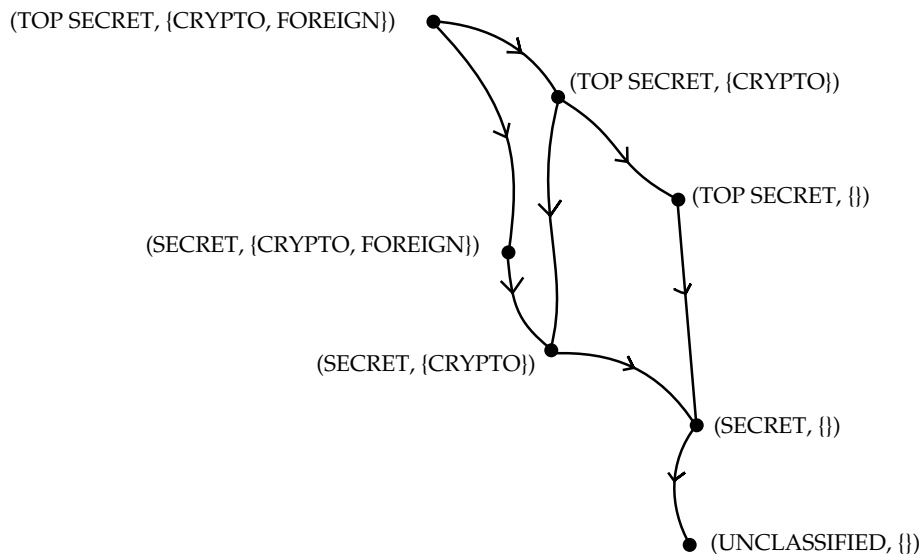 (TOP SECRET, {CRYPTO, FOREIGN})
(TOP SECRET, {CRYPTO})
(TOP SECRET, {})
(SECRET, {CRYPTO, FOREIGN})
(SECRET, {CRYPTO})
(SECRET, {})
(UNCLASSIFIED, {})